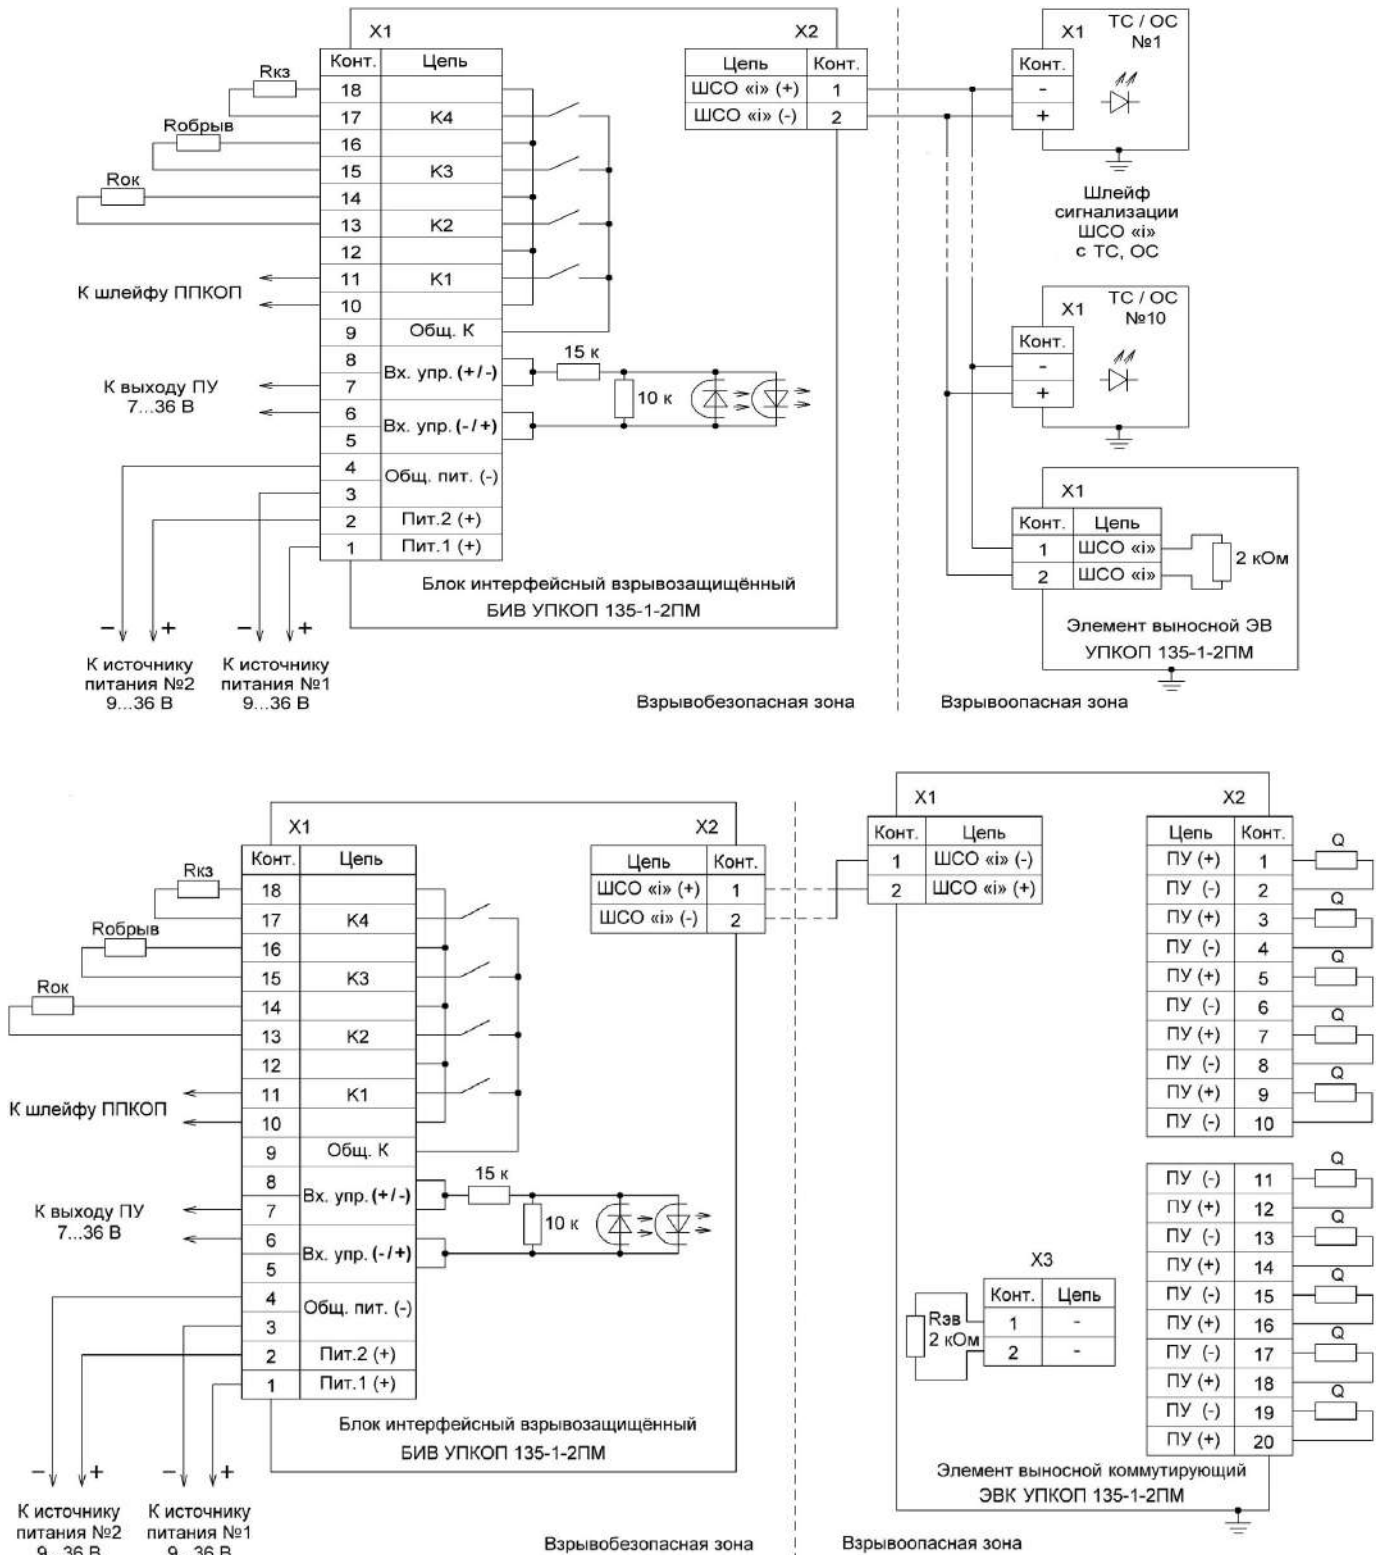 X1
X2
Конт. Цепь
18
17 К4
16
15 К3
14
13 К2
12
11 К1
10
9 Общ. К
8
7
Вх. упр. (+/-)
6
5
Вх. упр. (-/+)
4
3
Общ. пит. (-)
2 Пит.2 (+)
1 Пит.1 (+)
Rкз
Rобрыв
Rок
К шлейфу ППКОП
К выходу ПУ
7...36 В
15 к
10 к
Цепь Конт.
ШСО «i» (+) 1
ШСО «i» (-) 2
Блок интерфейсный взрывозащищённый
БИВ УПКОП 135-1-2ПМ
− +
− +
К источнику
питания №2
9...36 В
К источнику
питания №1
9...36 В
Взрывобезопасная зона
Взрывоопасная зона
X1
ТС / ОС
№1
Конт.
-
+
Шлейф
сигнализации
ШСО «i»
с ТС, ОС
X1
ТС / ОС
№10
Конт.
-
+
X1
Конт. Цепь
1 ШСО «i»
2 ШСО «i»
2 кОм
Элемент выносной ЭВ
УПКОП 135-1-2ПМ
X1
X2
Конт. Цепь
18
17 К4
16
15 К3
14
13 К2
12
11 К1
10
9 Общ. К
8
7
Вх. упр. (+/-)
6
5
Вх. упр. (-/+)
4
3
Общ. пит. (-)
2 Пит.2 (+)
1 Пит.1 (+)
Rкз
Rобрыв
Rок
К шлейфу ППКОП
К выходу ПУ
7...36 В
15 к
10 к
Цепь Конт.
ШСО «i» (+) 1
ШСО «i» (-) 2
Блок интерфейсный взрывозащищённый
БИВ УПКОП 135-1-2ПМ
− +
− +
К источнику
питания №2
9...36 В
К источнику
питания №1
9...36 В
Взрывобезопасная зона
Взрывоопасная зона
X1
Конт. Цепь
1 ШСО «i» (-)
2 ШСО «i» (+)
X2
Цепь Конт.
ПУ (+) 1 Q
ПУ (-) 2
ПУ (+) 3 Q
ПУ (-) 4
ПУ (+) 5 Q
ПУ (-) 6
ПУ (+) 7 Q
ПУ (-) 8
ПУ (+) 9 Q
ПУ (-) 10
ПУ (-) 11 Q
ПУ (+) 12
ПУ (-) 13 Q
ПУ (+) 14
ПУ (-) 15 Q
ПУ (+) 16
ПУ (-) 17 Q
ПУ (+) 18
ПУ (-) 19 Q
ПУ (+) 20
X3
Конт. Цепь
1 -
2 -
Rэв
2 кОм
Элемент выносной коммутирующий
ЭВК УПКОП 135-1-2ПМ